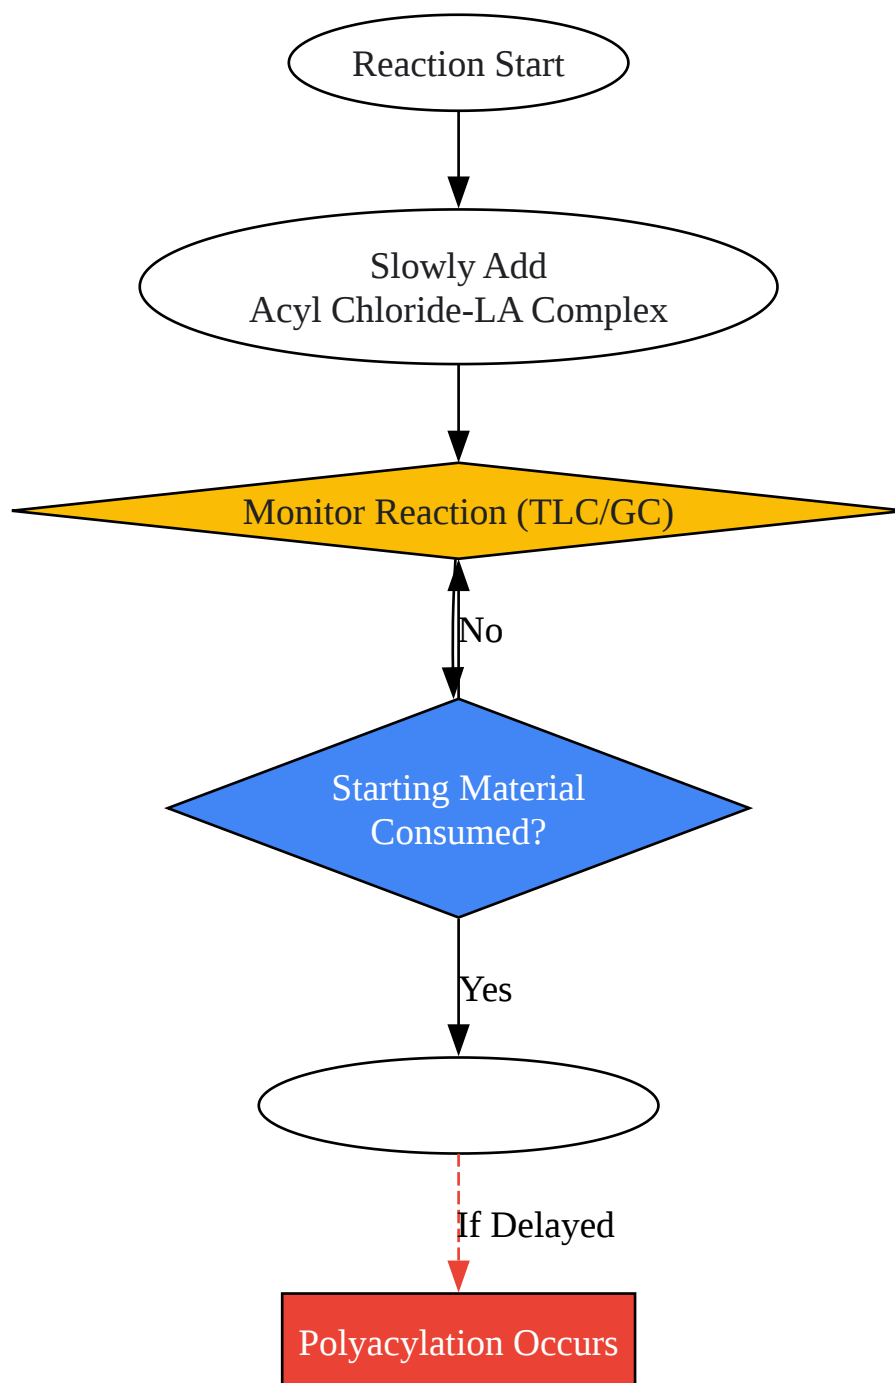 Reaction Start
Slowly Add
Acyl Chloride-LA Complex
Monitor Reaction (TLC/GC)
No
Starting Material
Consumed?
Yes
If Delayed
Polyacylation Occurs